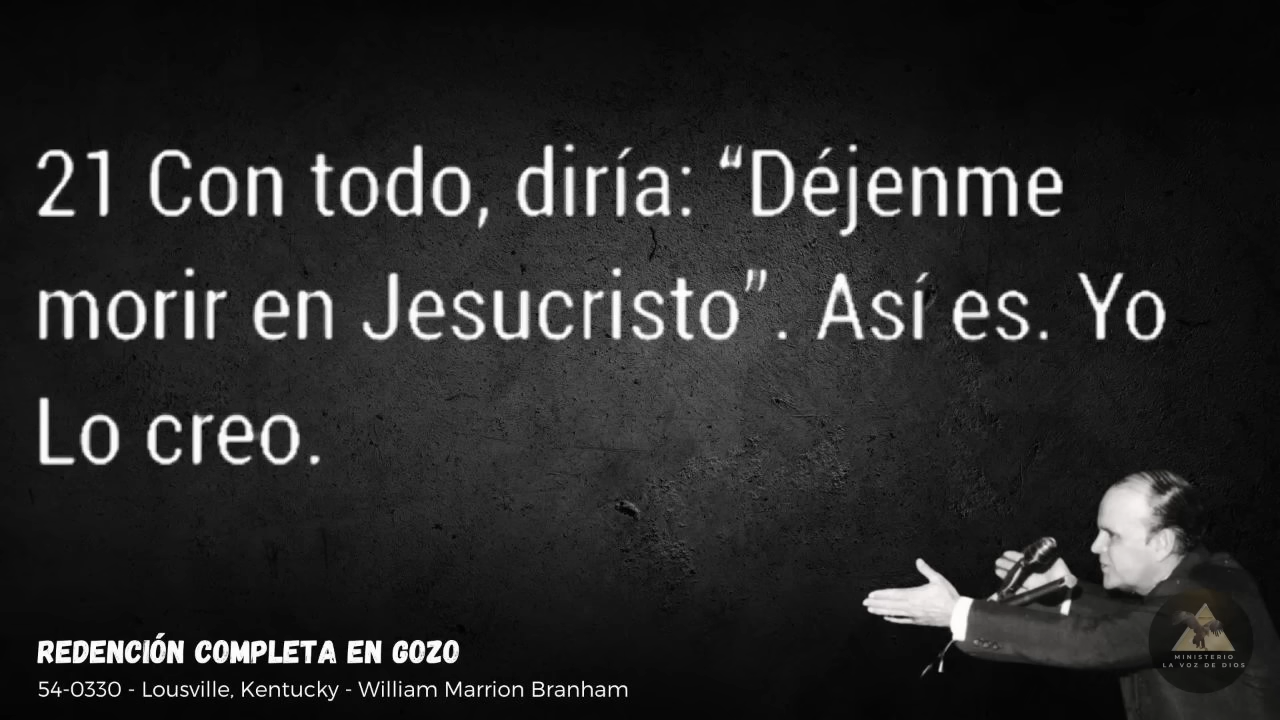 21 Con todo, diría: “Déjenme
morir en Jesucristo” . Así es. Yo
Lo creo.
REDENCIÓN COMPLETA EN GOZO
54-0330 - Lousville, Kentucky - William Marrion Branham
MINISTERIO
LA VOZ DE DIOS